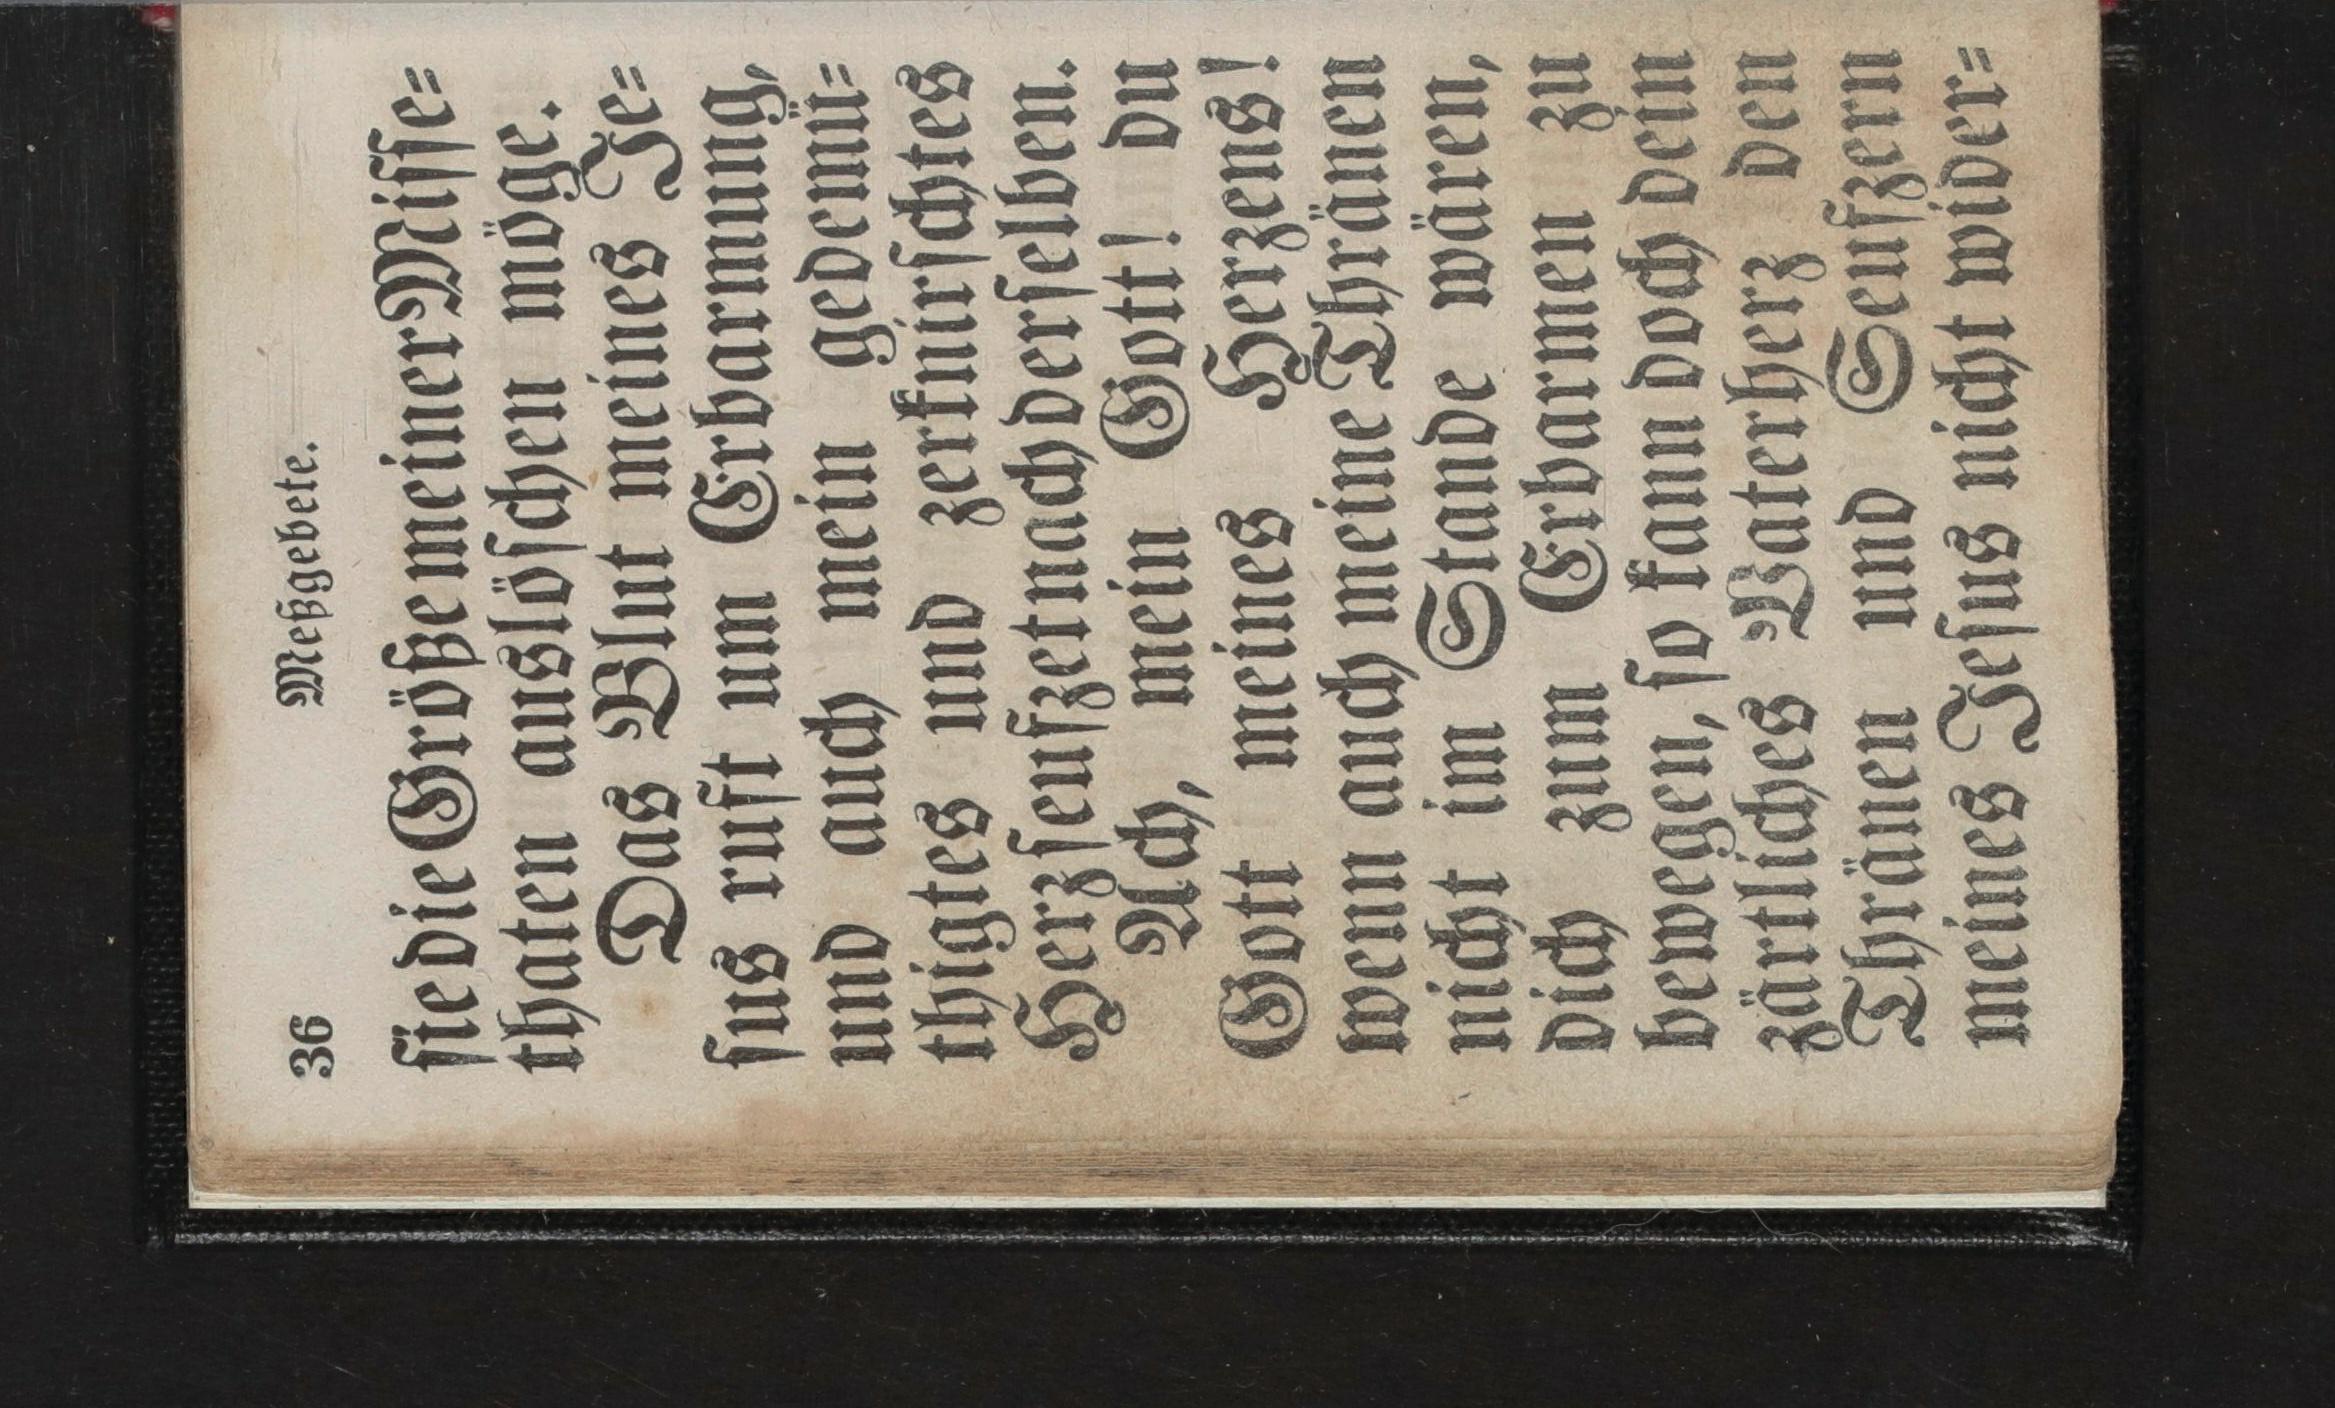 36 Meßgebete.
sie die Größe meiner Misse=
thaten auslöschen möge.
Das Blut meines Je=
sus ruft um Erbarmung,
und auch mein gedemü=
thigtes und zerknirschtes
Herz seufzet nach derselben.
Ach, mein Gott! du
Gott meines Herzens!
wenn auch meine Thränen
nicht im Stande wären,
dich zum Erbarmen zu
bewegen, so kann doch dein
zärtliches Vaterherz den
Thränen und Seufzern
meines Jesus nicht wider=